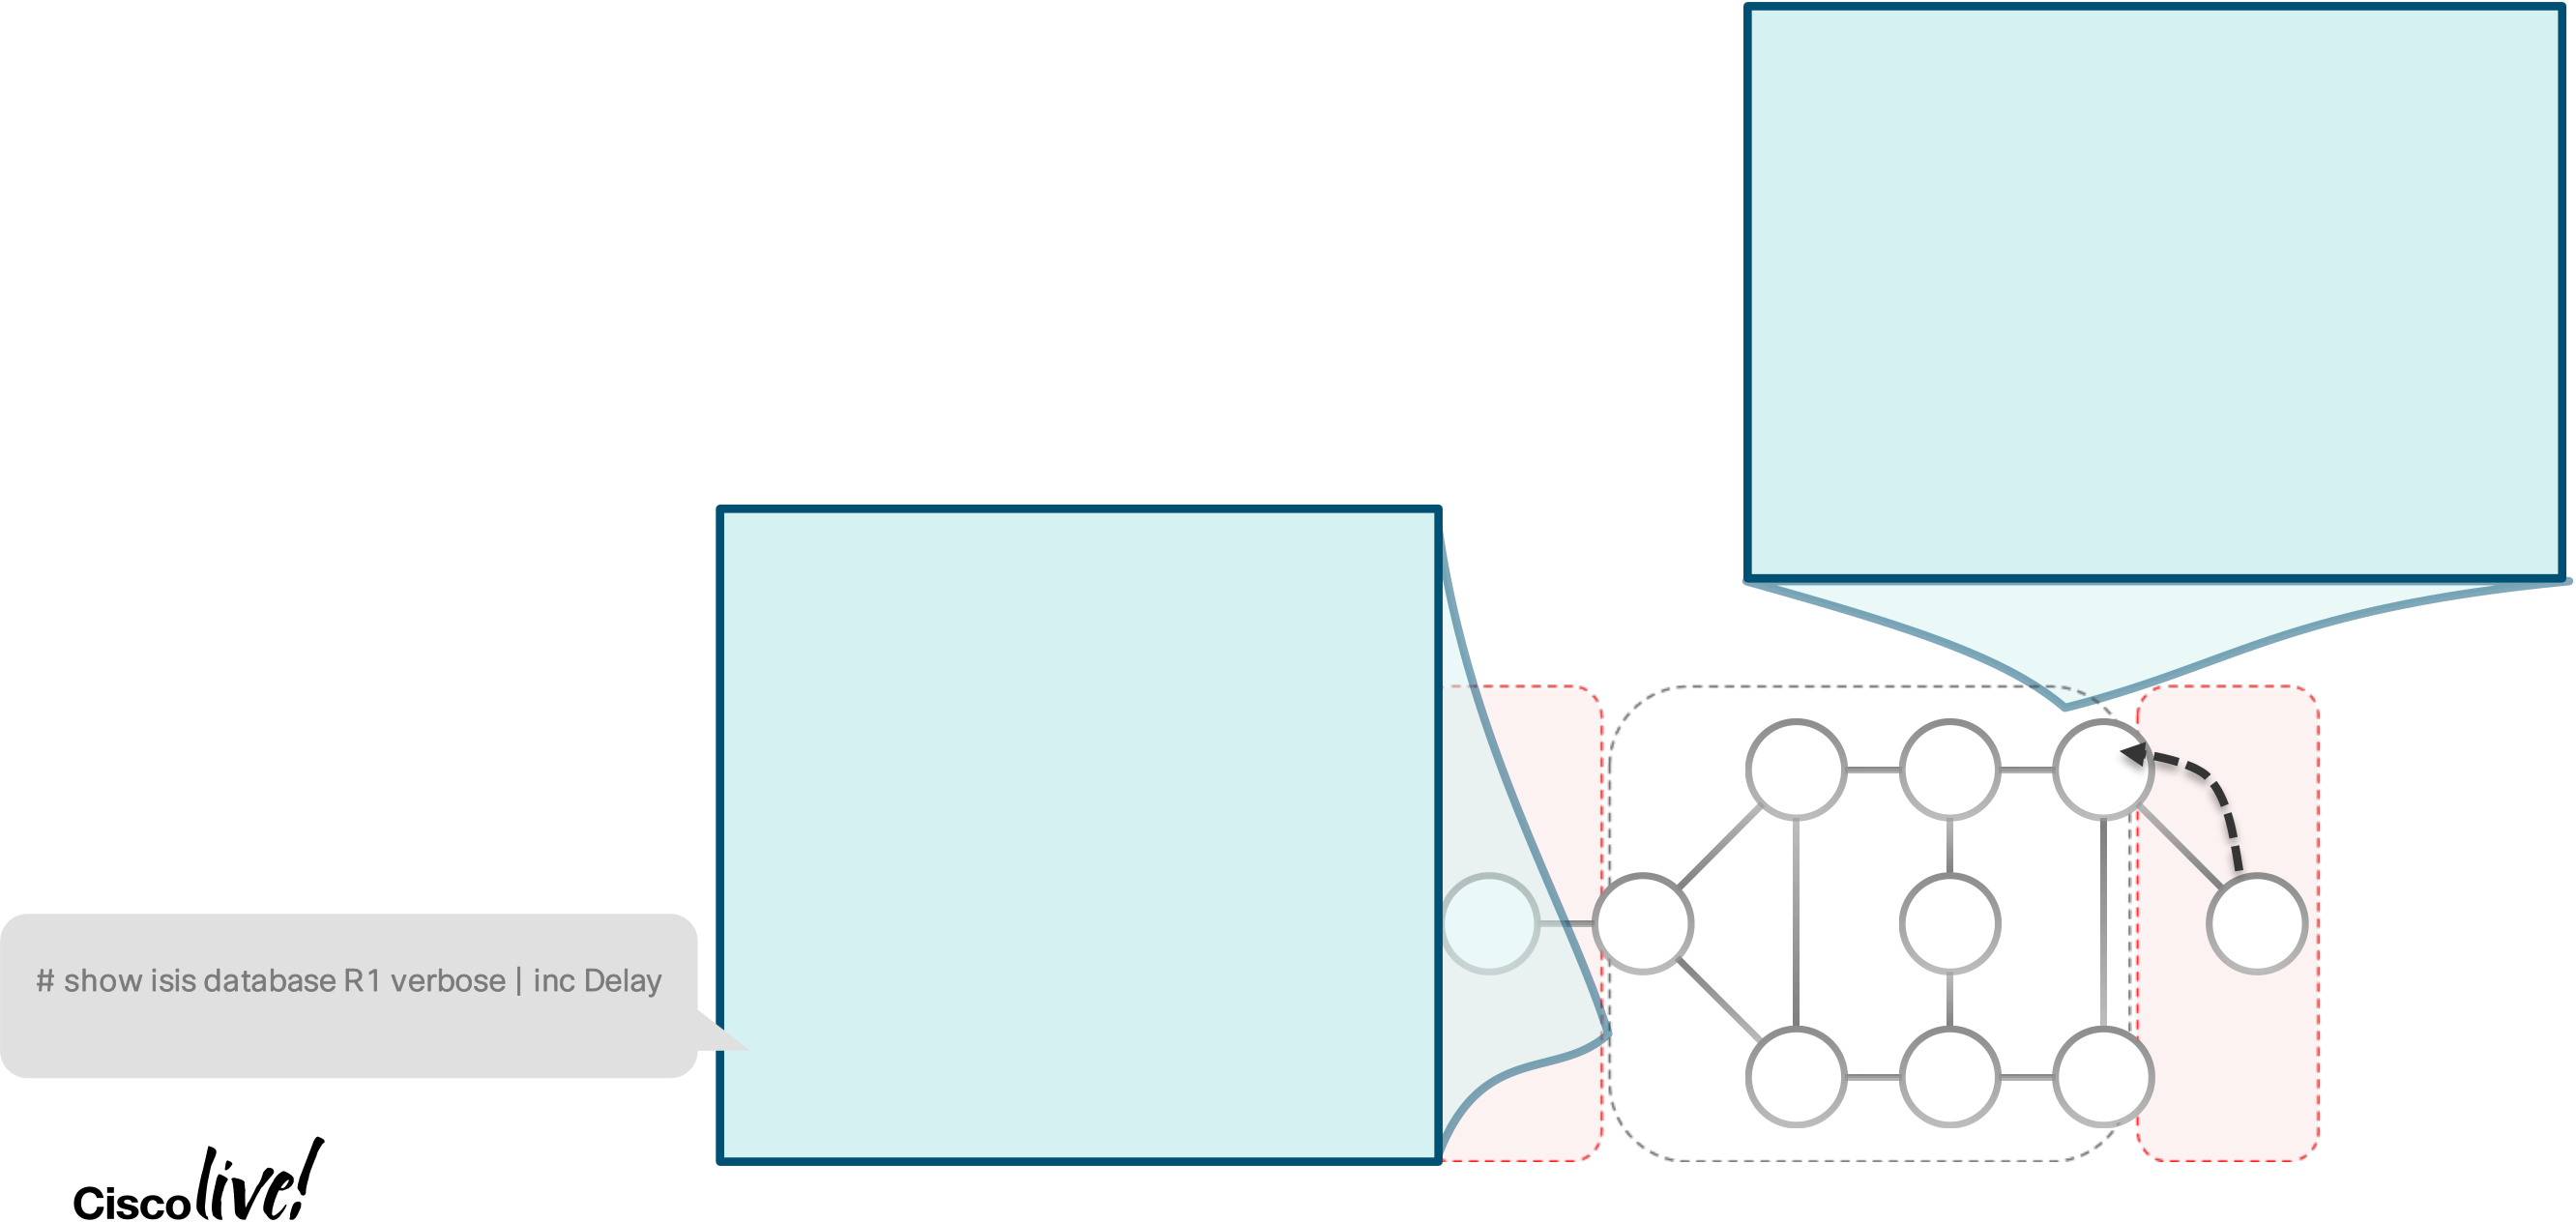 # show isis database R1 verbose | inc Delay
Cisco live!